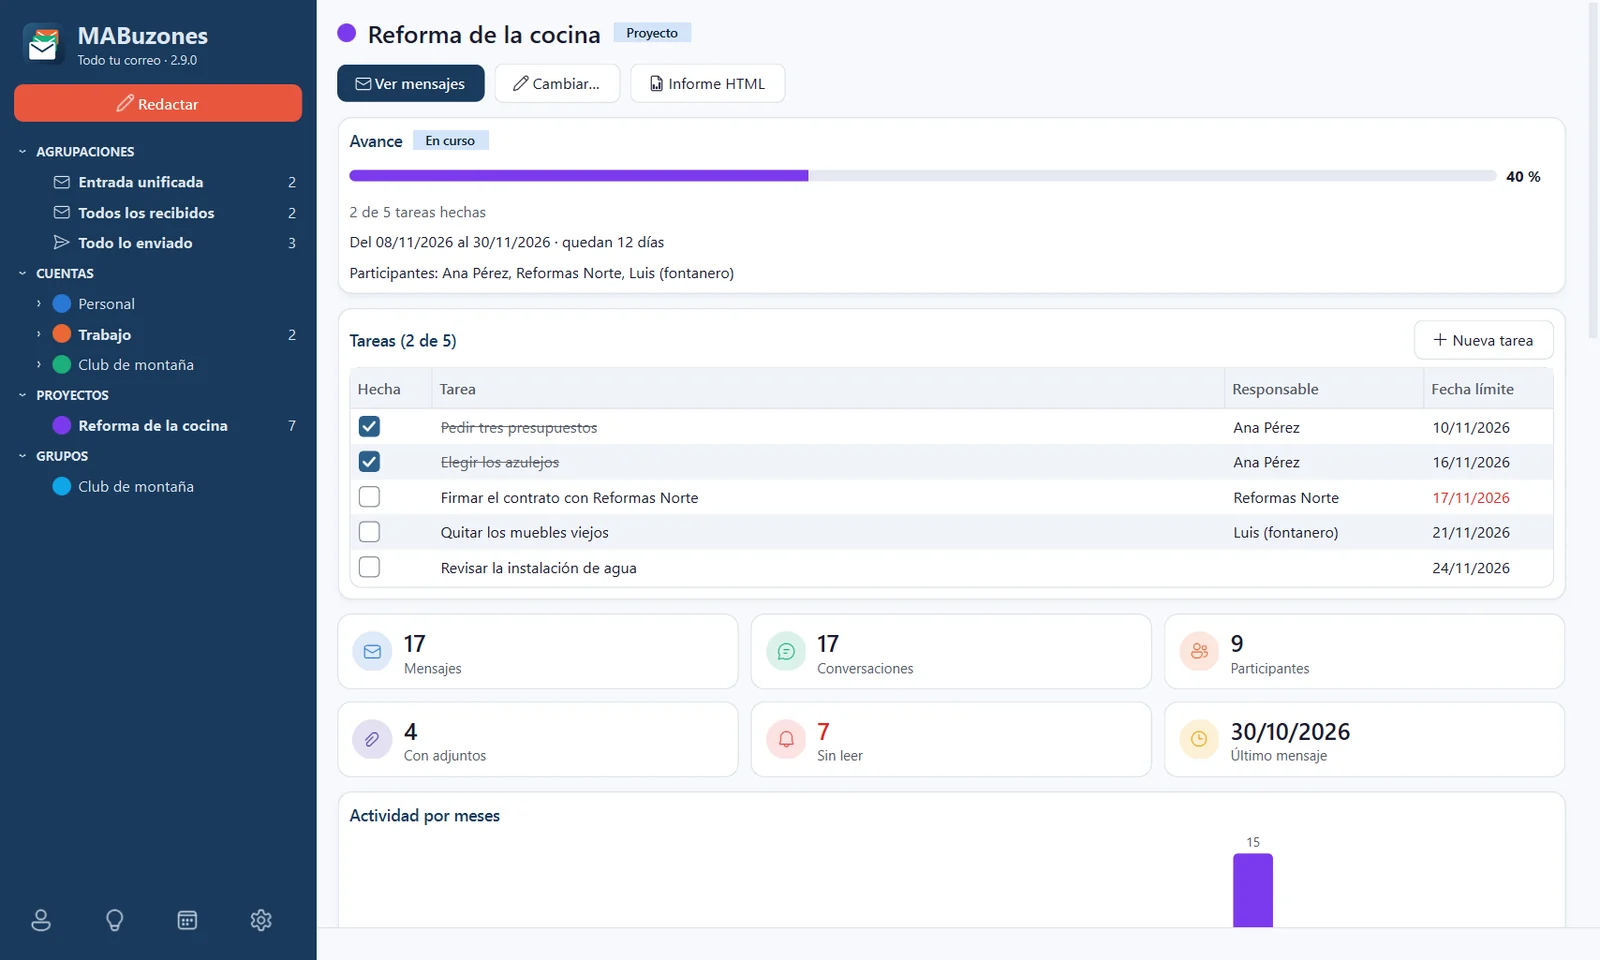 MABuzones
Todo tu correo · 2.9.0
Redactar
AGRUPACIONES
Entrada unificada 2
Todos los recibidos 2
Todo lo enviado 3
CUENTAS
Personal
Trabajo 2
Club de montaña
PROYECTOS
Reforma de la cocina 7
GRUPOS
Club de montaña
Reforma de la cocina Proyecto
Ver mensajes Cambiar... Informe HTML
Avance En curso
40 %
2 de 5 tareas hechas
Del 08/11/2026 al 30/11/2026 · quedan 12 días
Participantes: Ana Pérez, Reformas Norte, Luis (fontanero)
Tareas (2 de 5) Nueva tarea
Hecha Tarea Responsable Fecha límite
Pedir tres presupuestos Ana Pérez 10/11/2026
Elegir los azulejos Ana Pérez 16/11/2026
Firmar el contrato con Reformas Norte Reformas Norte 17/11/2026
Quitar los muebles viejos Luis (fontanero) 21/11/2026
Revisar la instalación de agua 24/11/2026
17
Mensajes
17
Conversaciones
9
Participantes
4
Con adjuntos
7
Sin leer
30/10/2026
Último mensaje
Actividad por meses
15